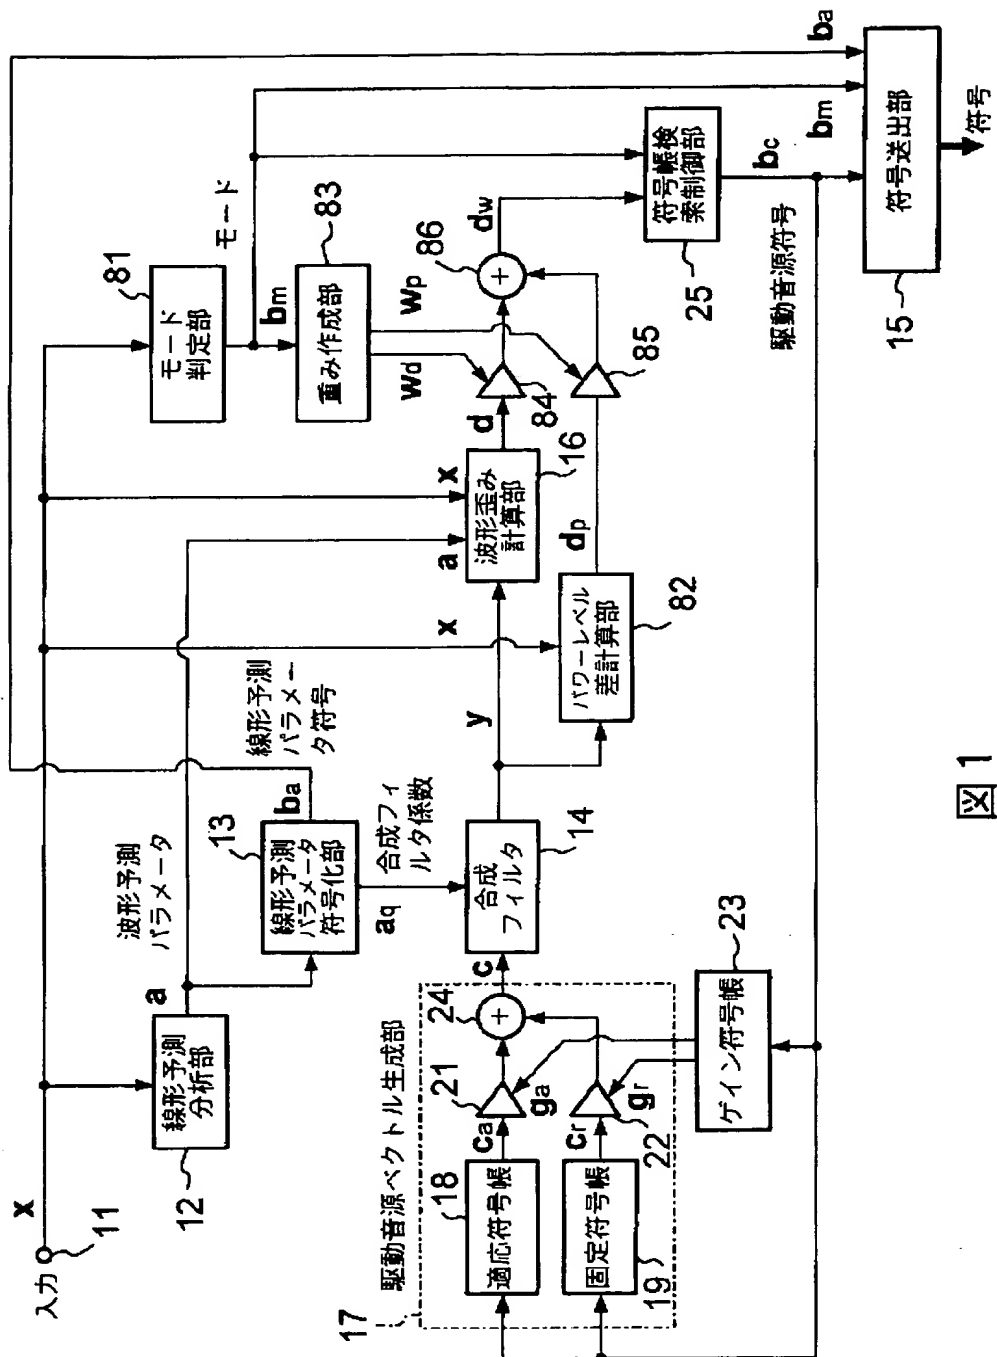 入力
x
11
12
線形予測
分析部
a
波形予測
パラメータ
13
線形予測
パラメータ
符号化部
ba
線形予測
パラメー
タ符号
aq
合成フィ
ルタ係数
合成
フィルタ
14
y
x
パワーレベル
差計算部
82
dp
a
x
波形歪み
計算部
16
d
84
85
wd
wp
モード
判定部
81
モード
bm
重み作成部
83
86
+
dw
符号帳検
索制御部
25
bc
駆動音源符号
bm
ba
符号送出部
15
符号
17
駆動音源ベクトル生成部
18
適応符号帳
ca
21
ga
24
+
c
19
固定符号帳
cr
22
gr
23
ゲイン符号帳
図1